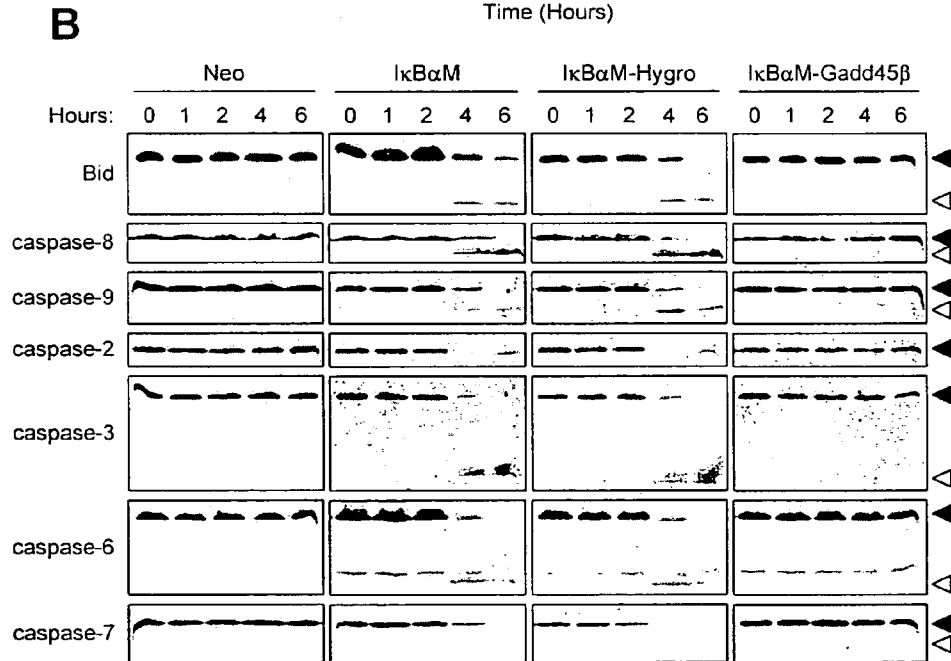 Time (Hours)
B
Neo IκBαM IκBαM-Hygro IκBαM-Gadd45β
Hours: 0 1 2 4 6 0 1 2 4 6 0 1 2 4 6 0 1 2 4 6
Bid
caspase-8
caspase-9
caspase-2
caspase-3
caspase-6
caspase-7